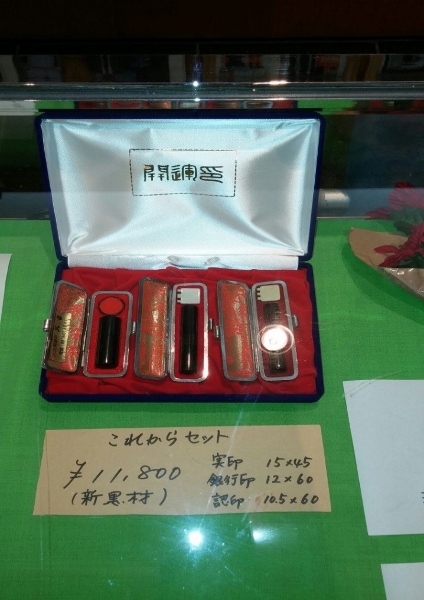 開運印
これからセット
¥11,800
(新黒材)
実印 15×45
銀行印 12×60
認印 10.5×60